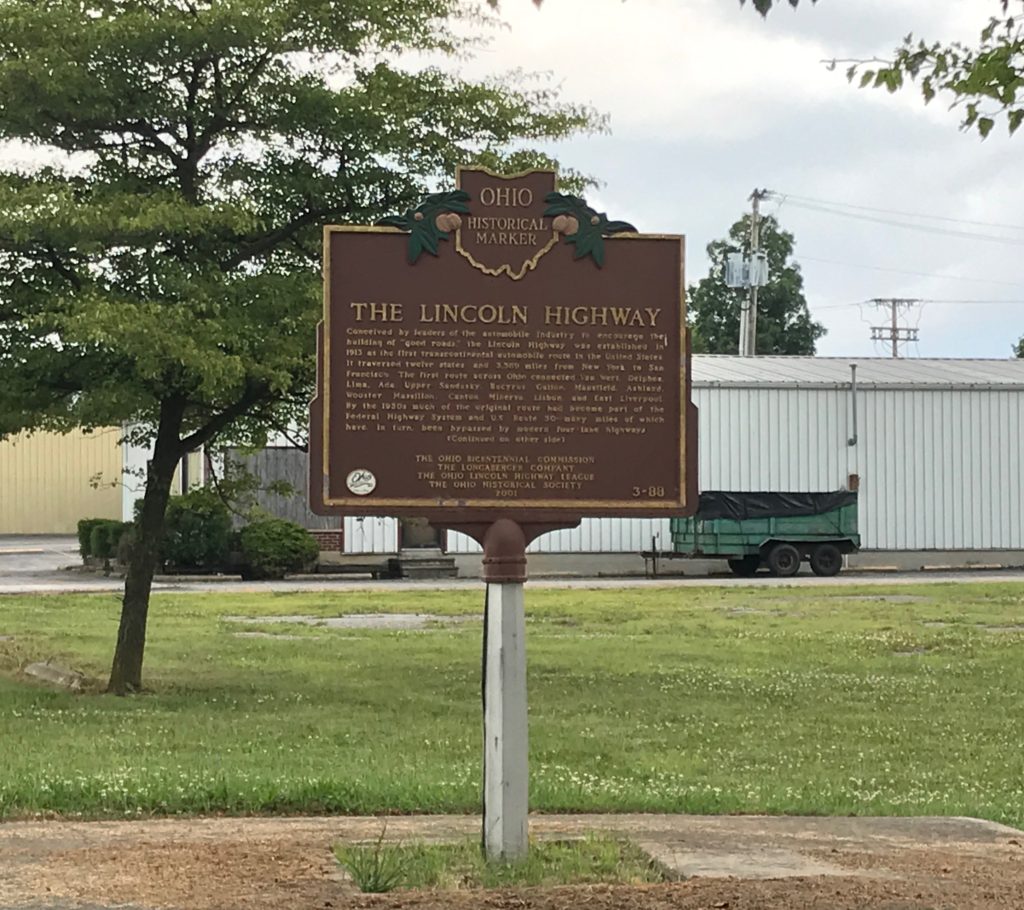 OHIO
HISTORICAL
MARKER
THE LINCOLN HIGHWAY
Conceived by leaders of the automobile industry to encourage the
building of "good roads," the Lincoln Highway was established in
1913 as the first transcontinental automobile route in the United States.
It traversed twelve states and 3,389 miles from New York to San
Francisco. The first route across Ohio connected Van Wert, Delphos,
Lima, Ada, Upper Sandusky, Bucyrus, Galion, Mansfield, Ashland,
Wooster, Massillon, Canton, Minerva, Lisbon, and East Liverpool.
By the 1930s much of the original route had become part of the
Federal Highway System and U.S. Route 30—many miles of which
have, in turn, been bypassed by modern four-lane highways.
(Continued on other side)
THE OHIO BICENTENNIAL COMMISSION
THE LONGABERGER COMPANY
THE OHIO LINCOLN HIGHWAY LEAGUE
THE OHIO HISTORICAL SOCIETY
2001
3-88
Ohio